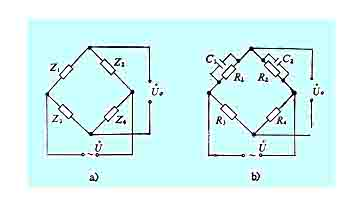 Z₁ Z₂
U̇ₒ
Z₃ Z₄
~ U̇
a)
C₁ R₁ R₂ C₂
U̇ₒ
R₃ R₄
~ U̇
b)